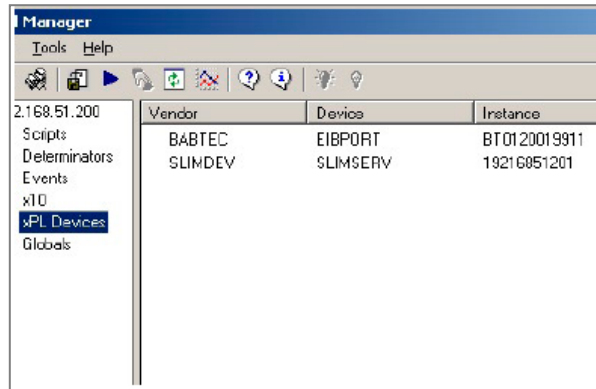 Manager
Tools Help
2.168.51.200
Scripts
Determinators
Events
x10
xPL Devices
Globals
Vendor Device Instance
BABTEC EIBPORT BT0120019911
SLIMDEV SLIMSERV 19216851201